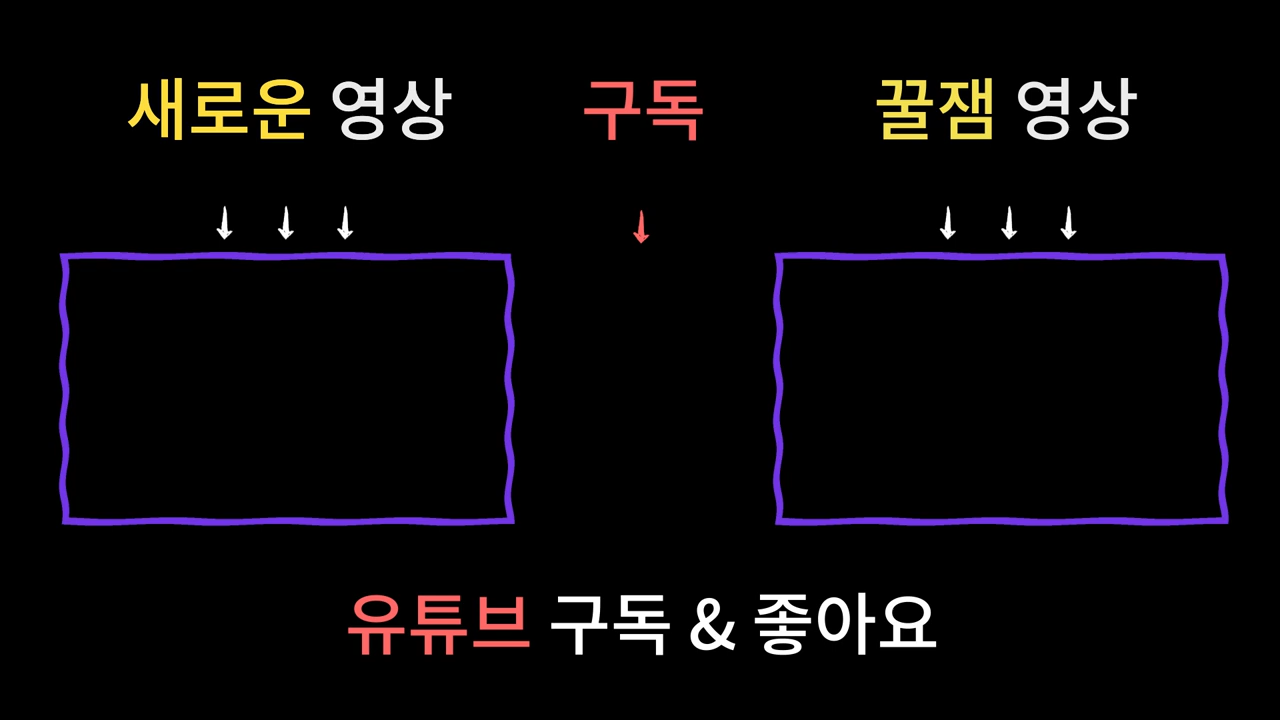 새로운 영상
구독
꿀잼 영상
유튜브 구독 & 좋아요